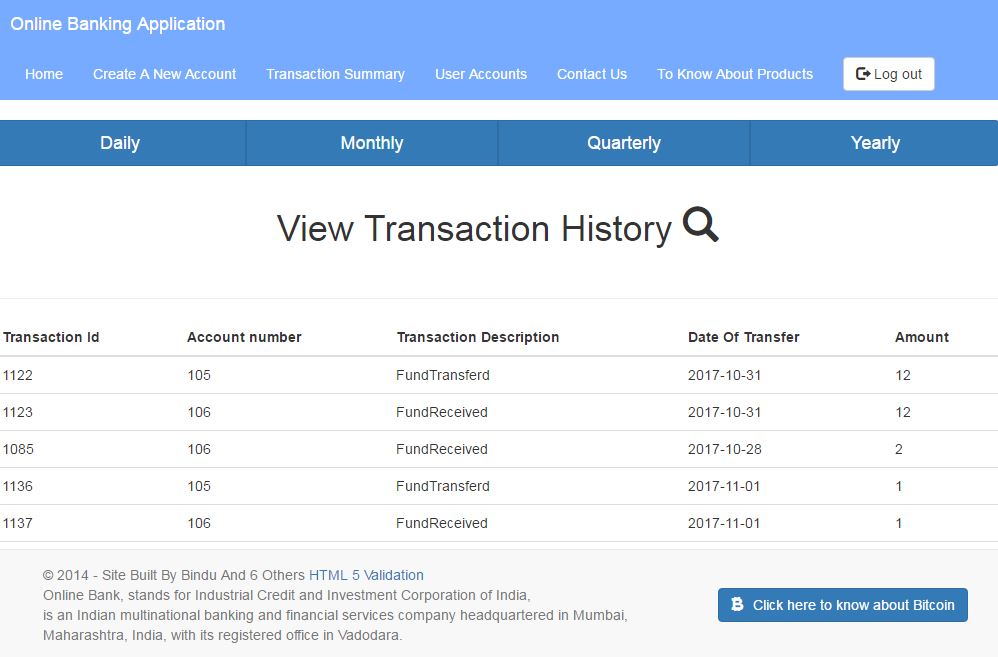 Online Banking Application
Home Create A New Account Transaction Summary User Accounts Contact Us To Know About Products Log out
Daily Monthly Quarterly Yearly
View Transaction History
Transaction Id Account number Transaction Description Date Of Transfer Amount
1122 105 FundTransferd 2017-10-31 12
1123 106 FundReceived 2017-10-31 12
1085 106 FundReceived 2017-10-28 2
1136 105 FundTransferd 2017-11-01 1
1137 106 FundReceived 2017-11-01 1
© 2014 - Site Built By Bindu And 6 Others HTML 5 Validation
Online Bank, stands for Industrial Credit and Investment Corporation of India,
is an Indian multinational banking and financial services company headquartered in Mumbai,
Maharashtra, India, with its registered office in Vadodara.
Click here to know about Bitcoin